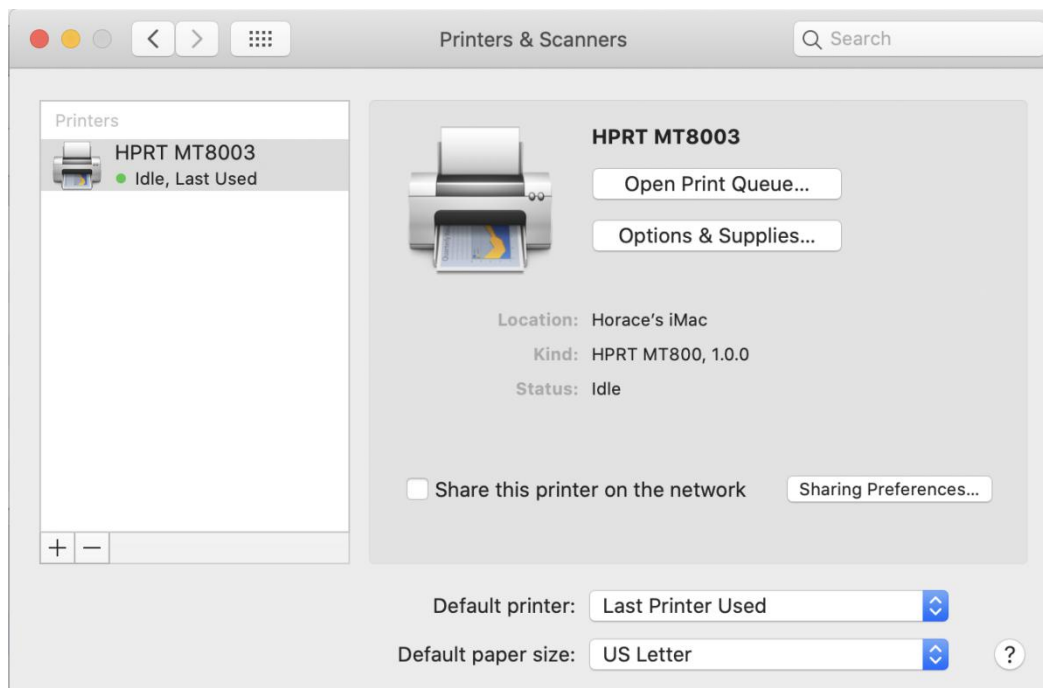 Printers & Scanners
Search
Printers
HPRT MT8003
Idle, Last Used
HPRT MT8003
Open Print Queue...
Options & Supplies...
Location: Horace's iMac
Kind: HPRT MT800, 1.0.0
Status: Idle
Share this printer on the network
Sharing Preferences...
+ −
Default printer: Last Printer Used
Default paper size: US Letter
?